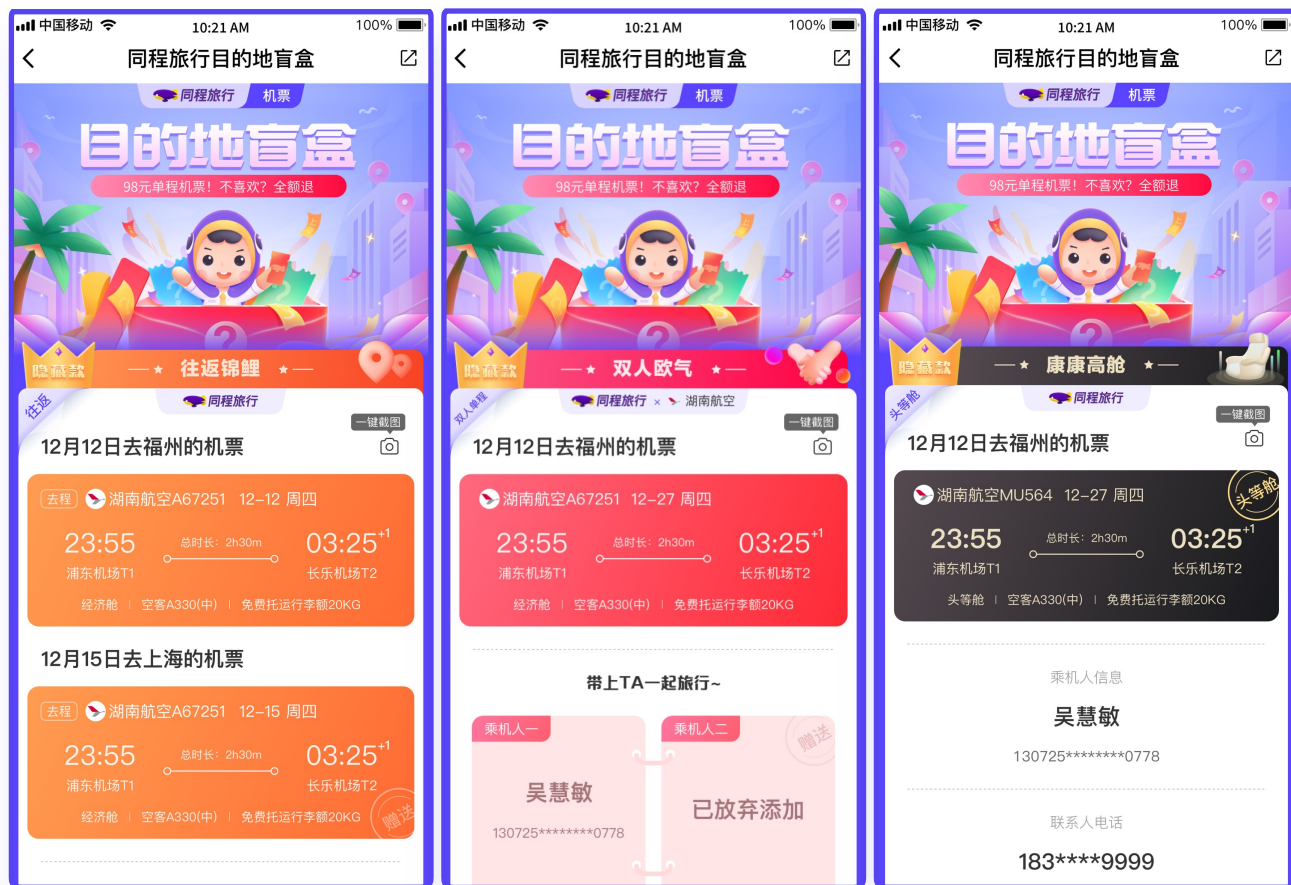 中国移动
10:21 AM
100%
同程旅行目的地盲盒
同程旅行
机票
目的地盲盒
98元单程机票！不喜欢？全额退
?
隐藏款
往返锦鲤
往返
同程旅行
一键截图
12月12日去福州的机票
去程 湖南航空A67251 12-12 周四
23:55 总时长：2h30m 03:25+1
浦东机场T1 长乐机场T2
经济舱 | 空客A330(中) | 免费托运行李额20KG
12月15日去上海的机票
去程 湖南航空A67251 12-15 周四
23:55 总时长：2h30m 03:25+1
浦东机场T1 长乐机场T2
经济舱 | 空客A330(中) | 免费托运行李额20KG
赠送
中国移动
10:21 AM
100%
同程旅行目的地盲盒
同程旅行
机票
目的地盲盒
98元单程机票！不喜欢？全额退
?
隐藏款
双人欧气
双人单程
同程旅行 × 湖南航空
一键截图
12月12日去福州的机票
湖南航空A67251 12-27 周四
23:55 总时长：2h30m 03:25+1
浦东机场T1 长乐机场T2
经济舱 | 空客A330(中) | 免费托运行李额20KG
带上TA一起旅行~
乘机人一
吴慧敏
130725********0778
乘机人二
赠送
已放弃添加
中国移动
10:21 AM
100%
同程旅行目的地盲盒
同程旅行
机票
目的地盲盒
98元单程机票！不喜欢？全额退
?
隐藏款
康康高舱
头等舱
同程旅行
一键截图
12月12日去福州的机票
湖南航空MU564 12-27 周四
头等舱
23:55 总时长：2h30m 03:25+1
浦东机场T1 长乐机场T2
头等舱 | 空客A330(中) | 免费托运行李额20KG
乘机人信息
吴慧敏
130725********0778
联系人电话
183****9999